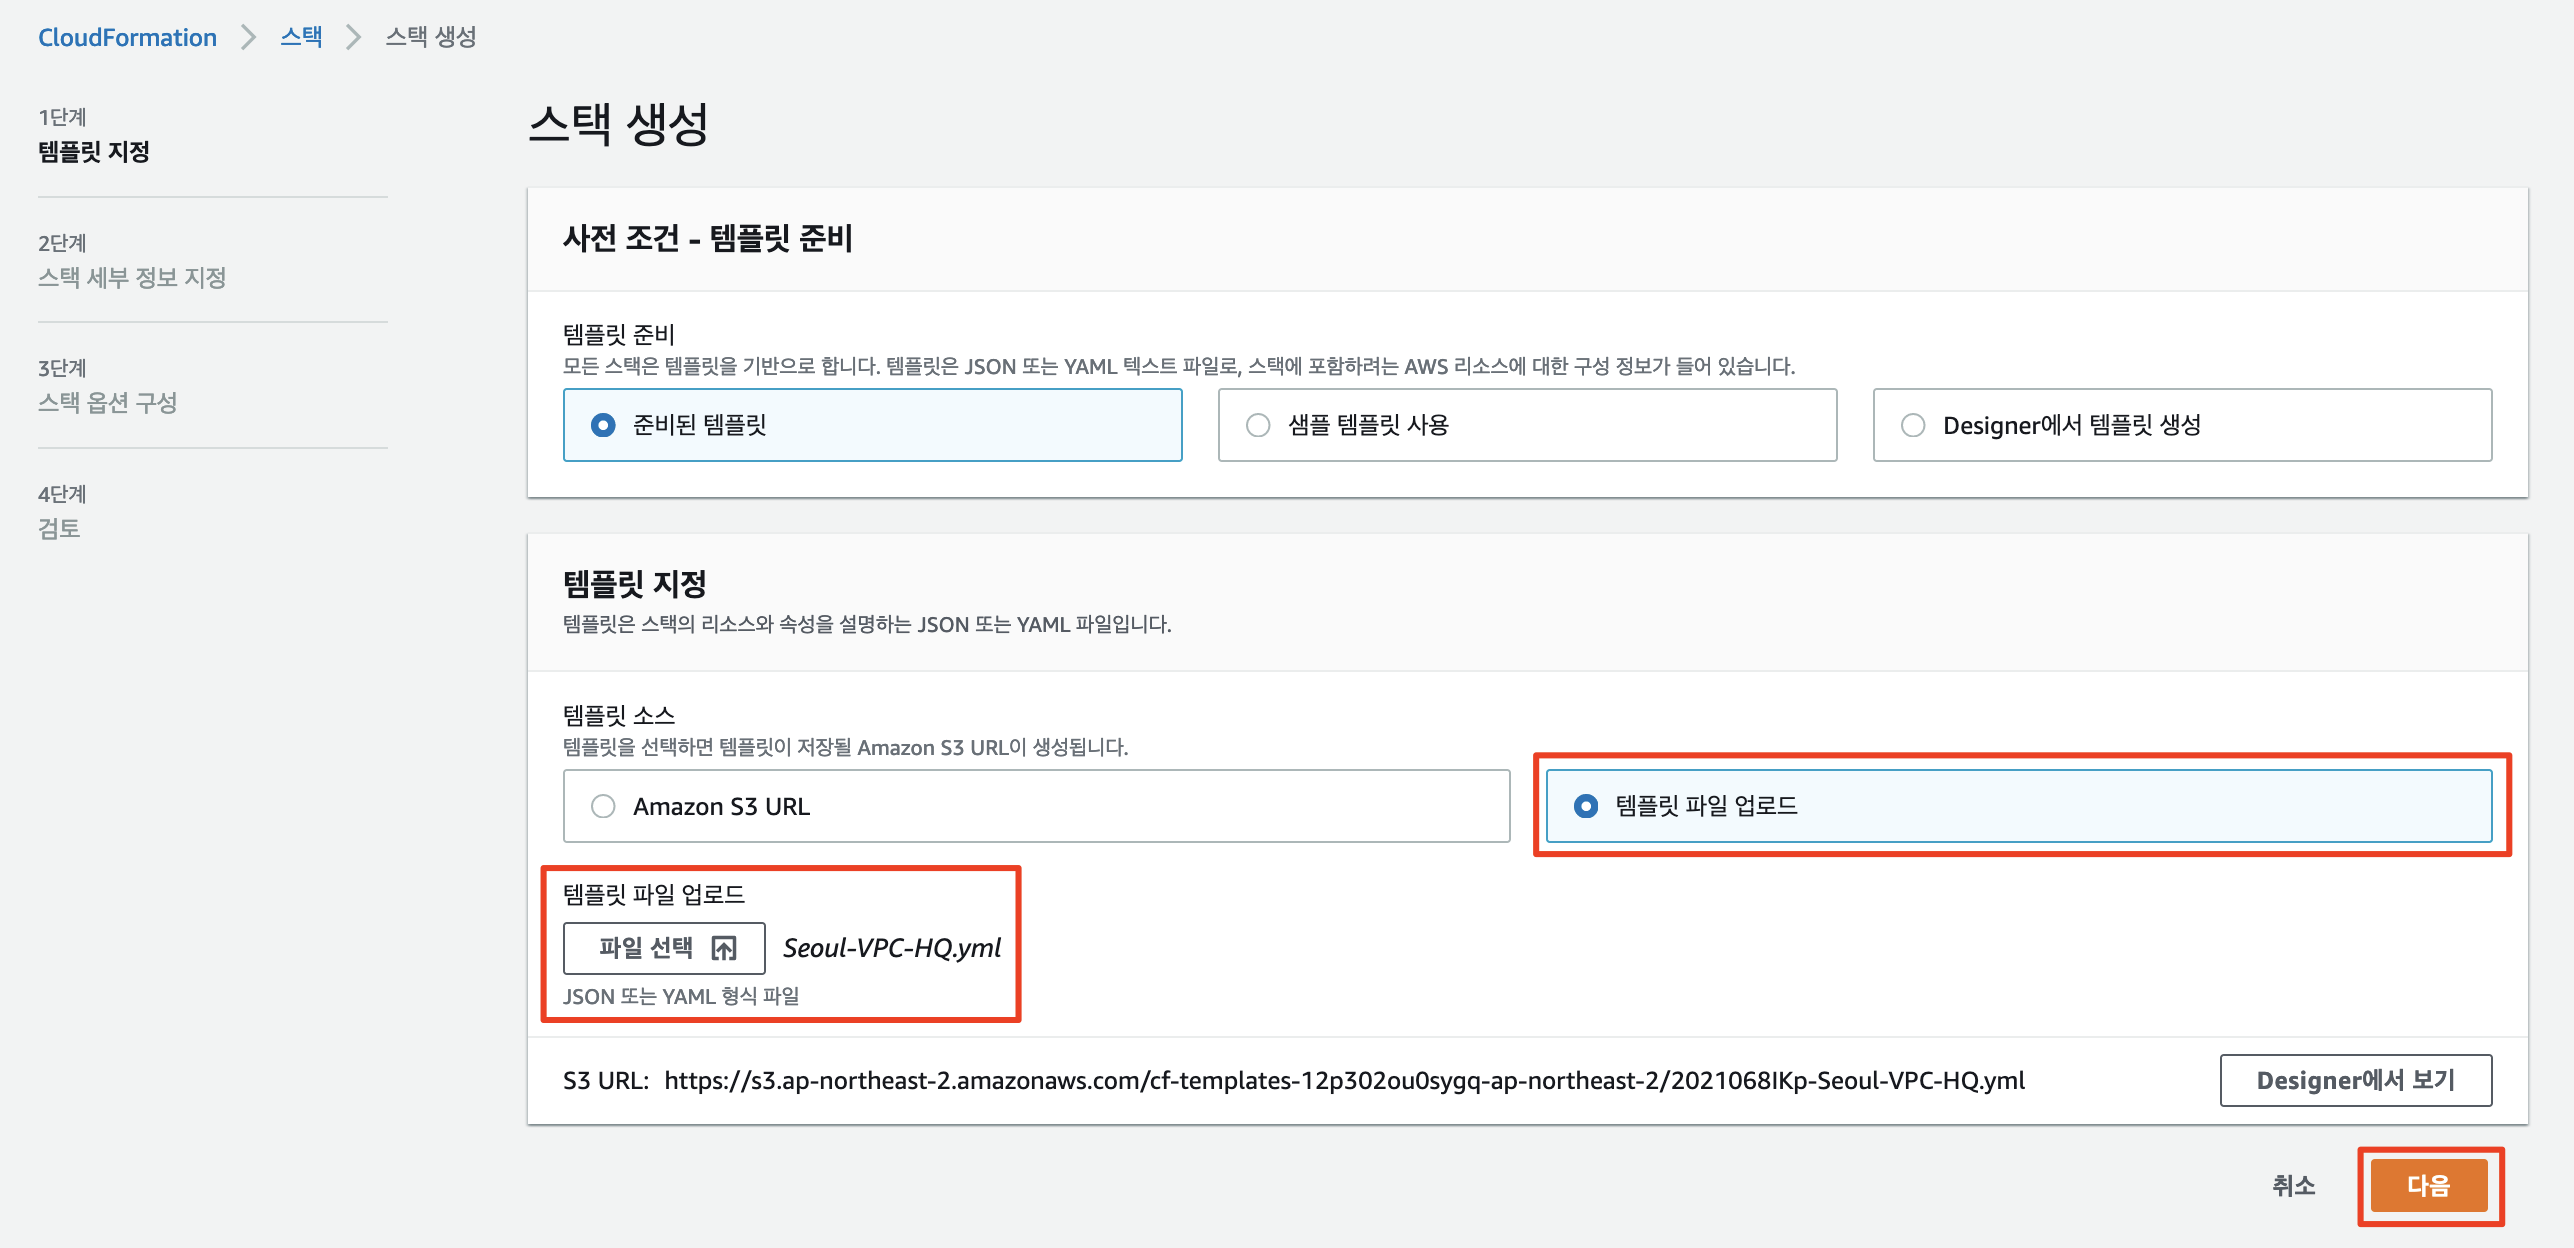 CloudFormation > 스택 > 스택 생성
1단계
템플릿 지정
2단계
스택 세부 정보 지정
3단계
스택 옵션 구성
4단계
검토
스택 생성
사전 조건 - 템플릿 준비
템플릿 준비
모든 스택은 템플릿을 기반으로 합니다. 템플릿은 JSON 또는 YAML 텍스트 파일로, 스택에 포함하려는 AWS 리소스에 대한 구성 정보가 들어 있습니다.
준비된 템플릿
샘플 템플릿 사용
Designer에서 템플릿 생성
템플릿 지정
템플릿은 스택의 리소스와 속성을 설명하는 JSON 또는 YAML 파일입니다.
템플릿 소스
템플릿을 선택하면 템플릿이 저장될 Amazon S3 URL이 생성됩니다.
Amazon S3 URL
템플릿 파일 업로드
템플릿 파일 업로드
파일 선택 Seoul-VPC-HQ.yml
JSON 또는 YAML 형식 파일
S3 URL: https://s3.ap-northeast-2.amazonaws.com/cf-templates-12p302ou0sygq-ap-northeast-2/2021068IKp-Seoul-VPC-HQ.yml
Designer에서 보기
취소
다음